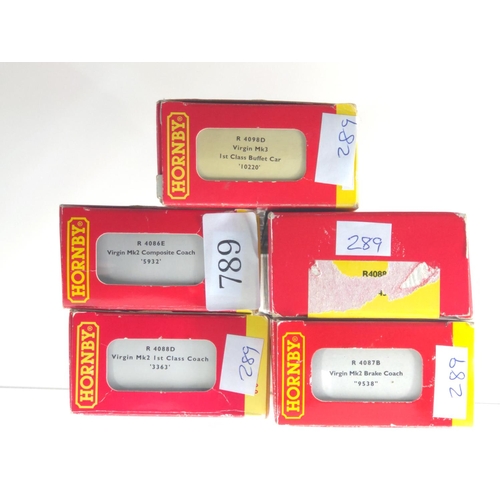 HORNBY
R 4098D
Virgin Mk3
1st Class Buffet Car
'10220'
289
HORNBY
R 4086E
Virgin Mk2 Composite Coach
'5932'
789
289
R4088
HORNBY
R 4088D
Virgin Mk2 1st Class Coach
'3363'
289
HORNBY
R 4087B
Virgin Mk2 Brake Coach
"9538"
289